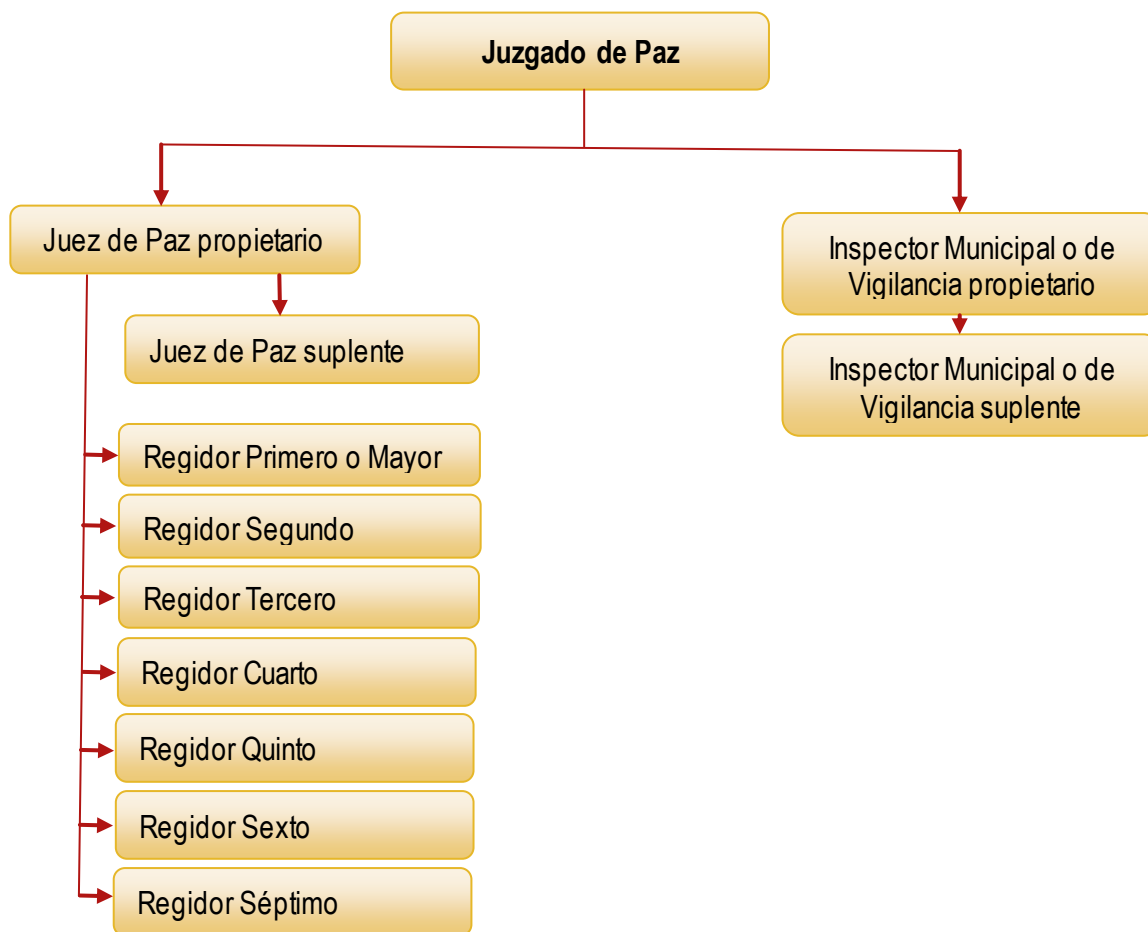 Juzgado de Paz
Juez de Paz propietario
Juez de Paz suplente
Regidor Primero o Mayor
Regidor Segundo
Regidor Tercero
Regidor Cuarto
Regidor Quinto
Regidor Sexto
Regidor Séptimo
Inspector Municipal o de
Vigilancia propietario
Inspector Municipal o de
Vigilancia suplente